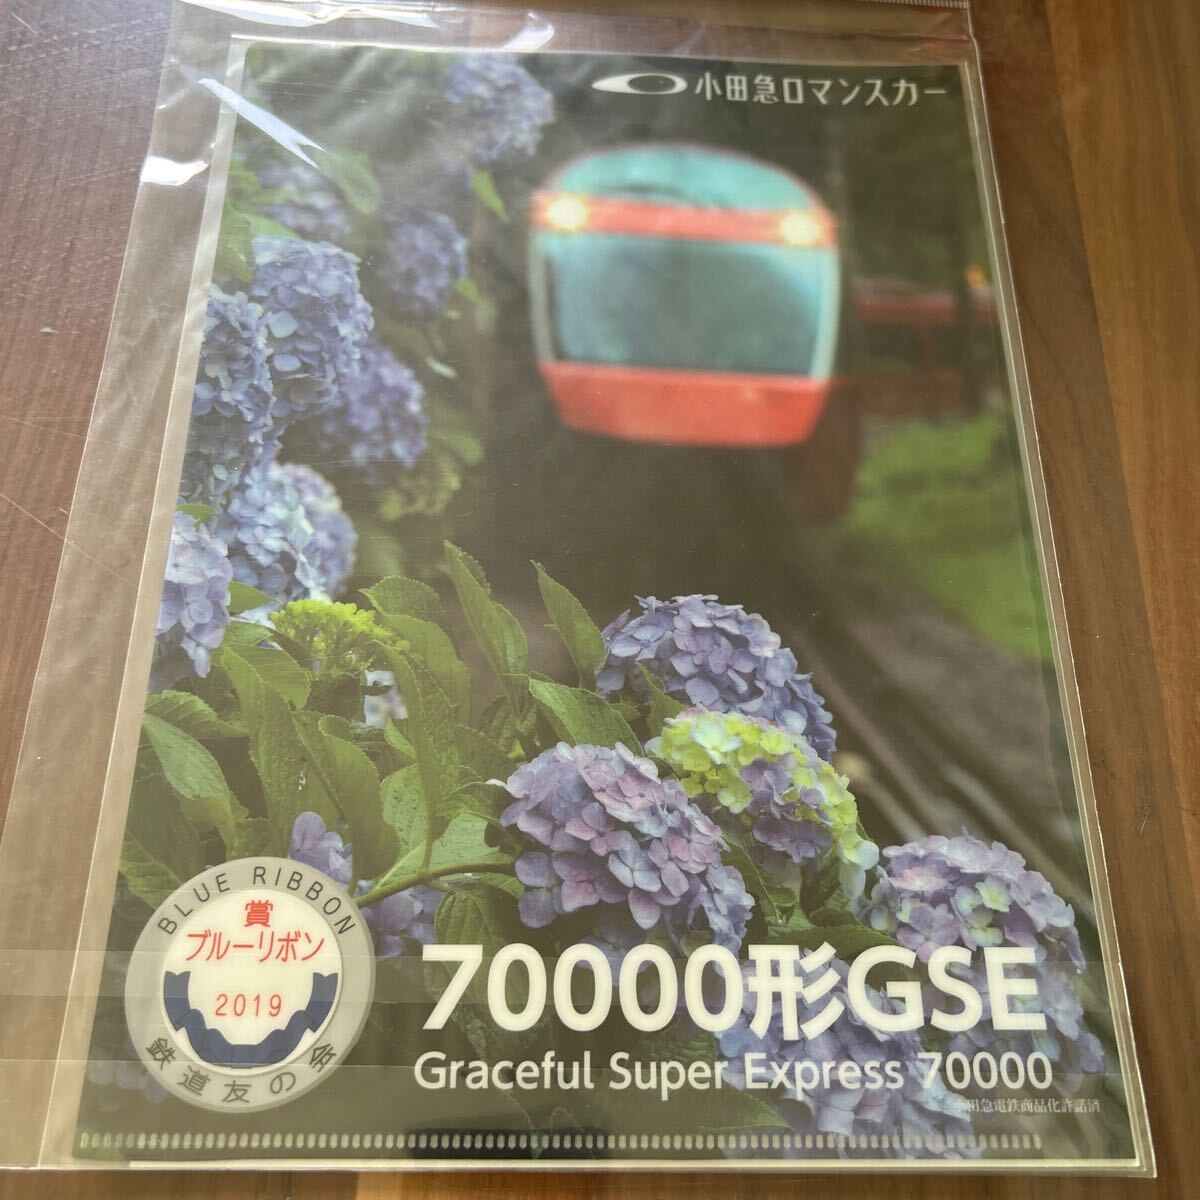 小田急ロマンスカー
BLUE RIBBON
賞
ブルーリボン
2019
鉄道友の会
70000形GSE
Graceful Super Express 70000
小田急電鉄商品化許諾済